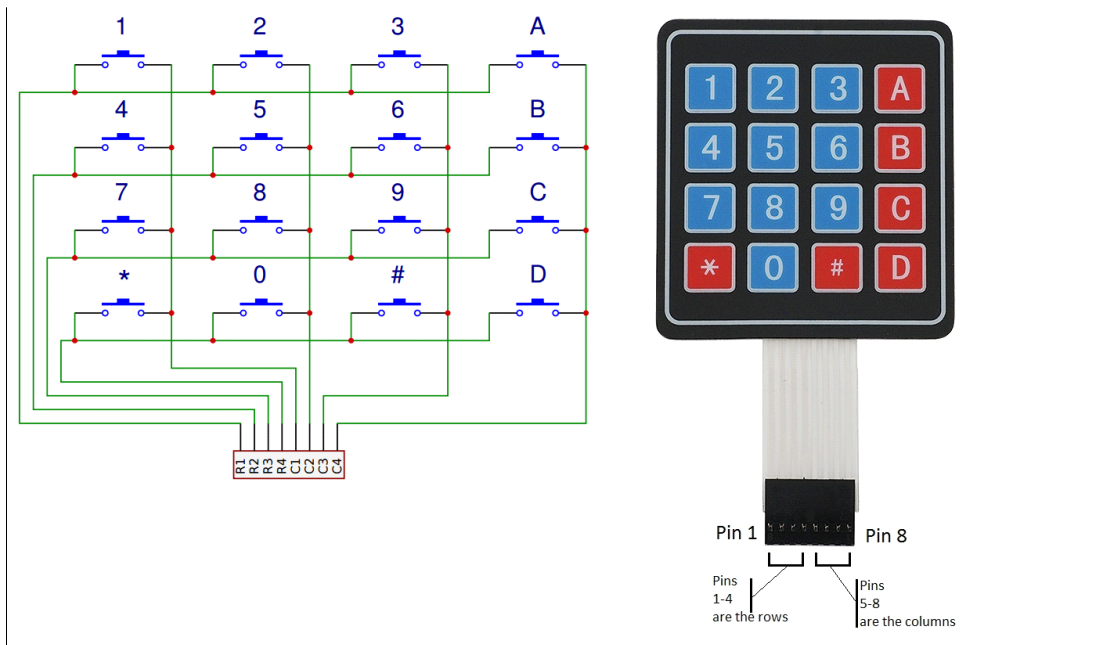 1 2 3 A
4 5 6 B
7 8 9 C
* 0 # D
R1 R2 R3 R4 C1 C2 C3 C4
1 2 3 A
4 5 6 B
7 8 9 C
* 0 # D
Pin 1
Pin 8
Pins
1-4
are the rows
Pins
5-8
are the columns